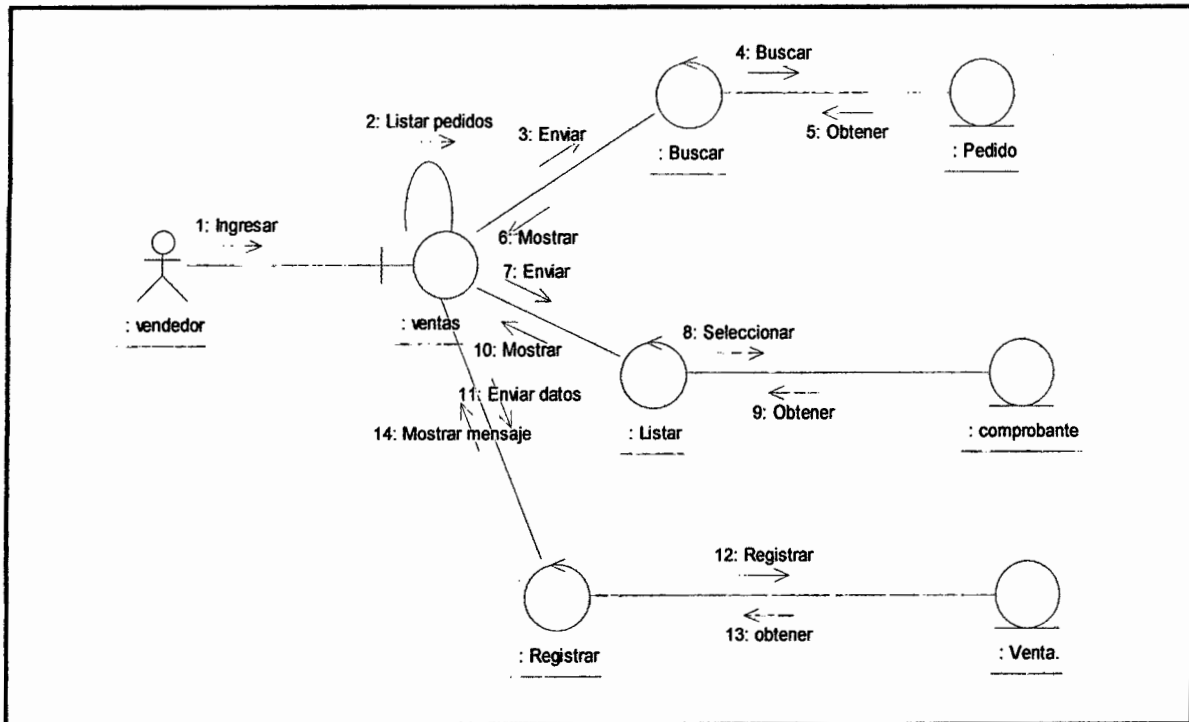 4: Buscar
2: Listar pedidos
3: Enviar
5: Obtener
: Buscar
: Pedido
1: Ingresar
6: Mostrar
7: Enviar
: vendedor
: ventas
8: Seleccionar
10: Mostrar
11: Enviar datos
9: Obtener
14: Mostrar mensaje
: Listar
: comprobante
12: Registrar
13: obtener
: Registrar
: Venta.